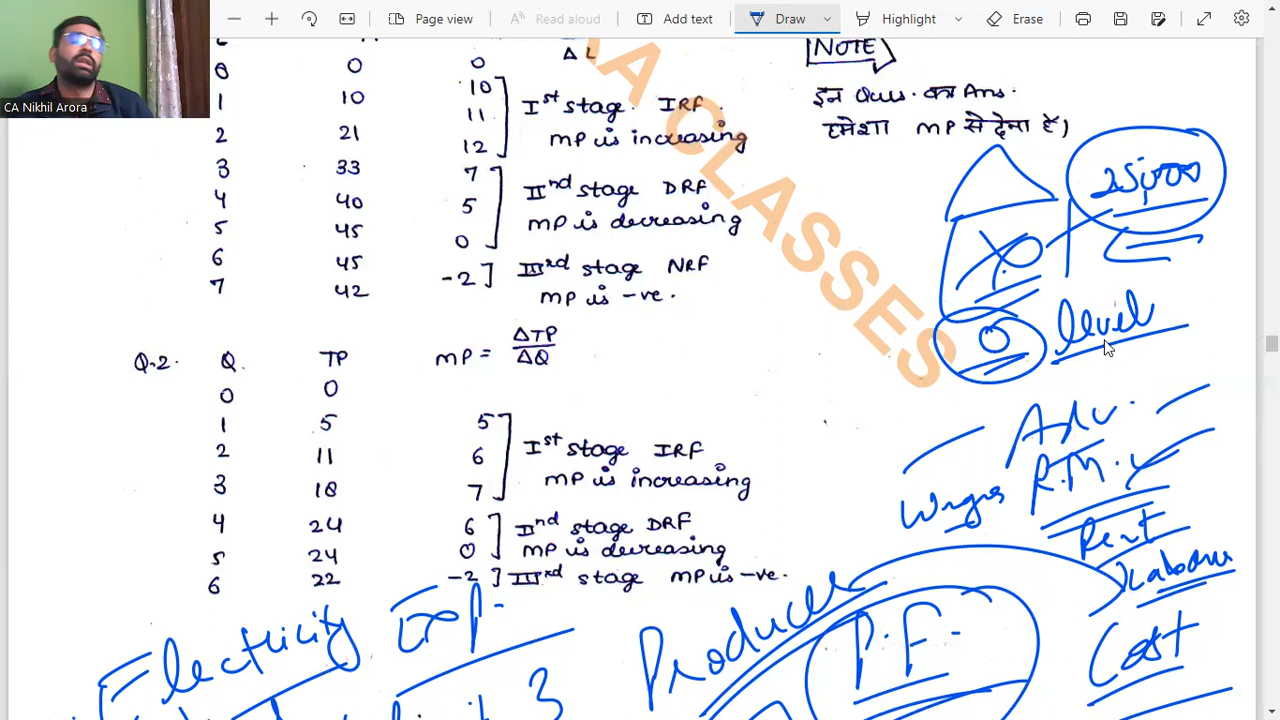 Page view
Read aloud
Add text
Draw
Highlight
Erase
CA Nikhil Arora
ARORA CLASSES
Δ L
NOTE
इन Ques. का Ans.
हमेशा MP से देना है)
0 0 0
1 10 10
2 21 11
3 33 12
4 40 7
5 45 5
6 45 0
7 42 -2
Ist stage. IRF.
MP is increasing
IInd stage DRF
MP is decreasing
IIIrd stage NRF
MP is -ve.
Q.2. Q. TP MP = ΔTP / ΔQ
0 0
1 5 5
2 11 6
3 18 7
4 24 6
5 24 0
6 22 -2
Ist stage IRF
MP is increasing
IInd stage DRF
MP is decreasing
IIIrd stage MP is -ve.
25,000
0 level
Adv.
Wages R.M.
Rent
Labour
Cost
Electricity Exp.
Producer
P.F.
3